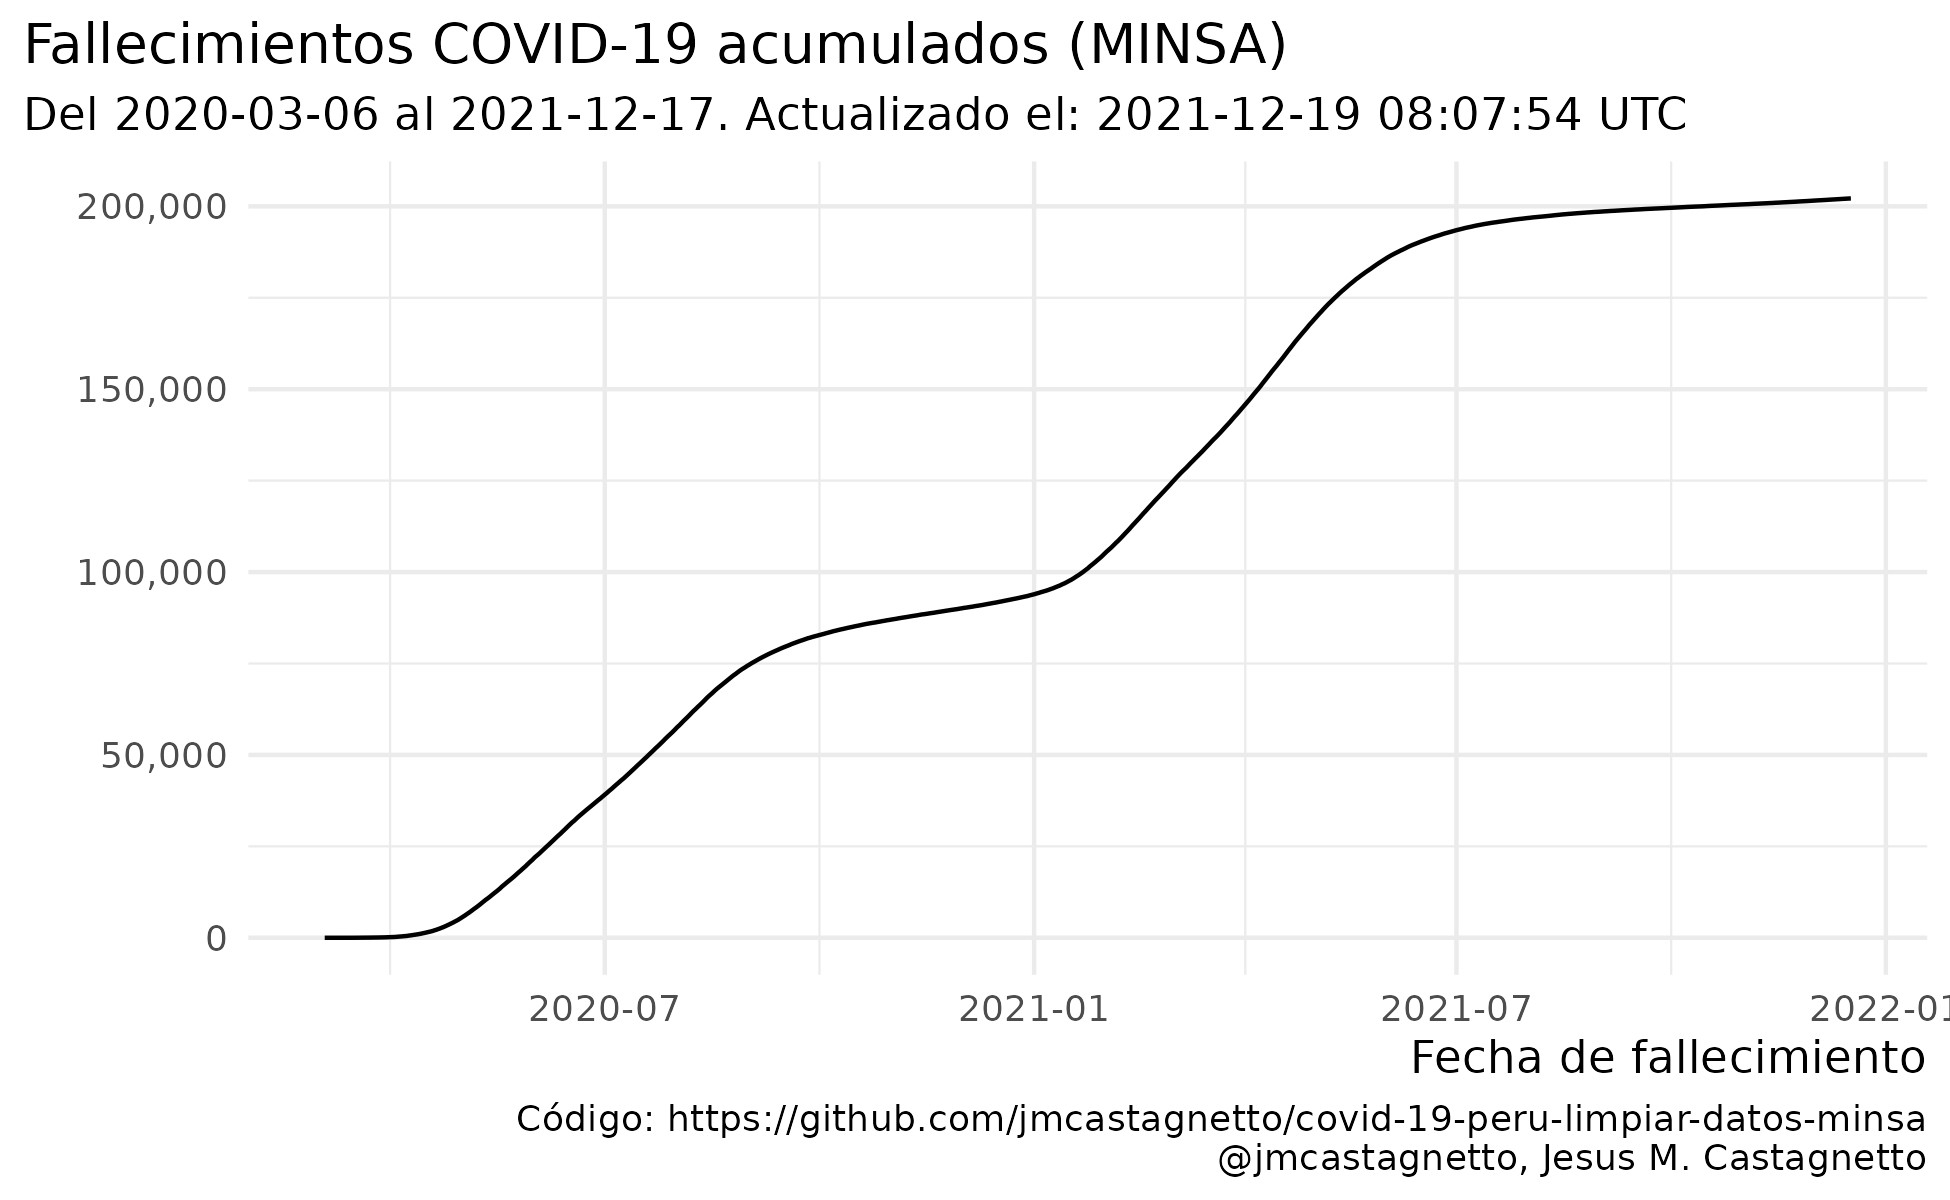 Fallecimientos COVID-19 acumulados (MINSA)
Del 2020-03-06 al 2021-12-17. Actualizado el: 2021-12-19 08:07:54 UTC
200,000
150,000
100,000
50,000
0
2020-07 2021-01 2021-07 2022-01
Fecha de fallecimiento
Código: https://github.com/jmcastagnetto/covid-19-peru-limpiar-datos-minsa
@jmcastagnetto, Jesus M. Castagnetto